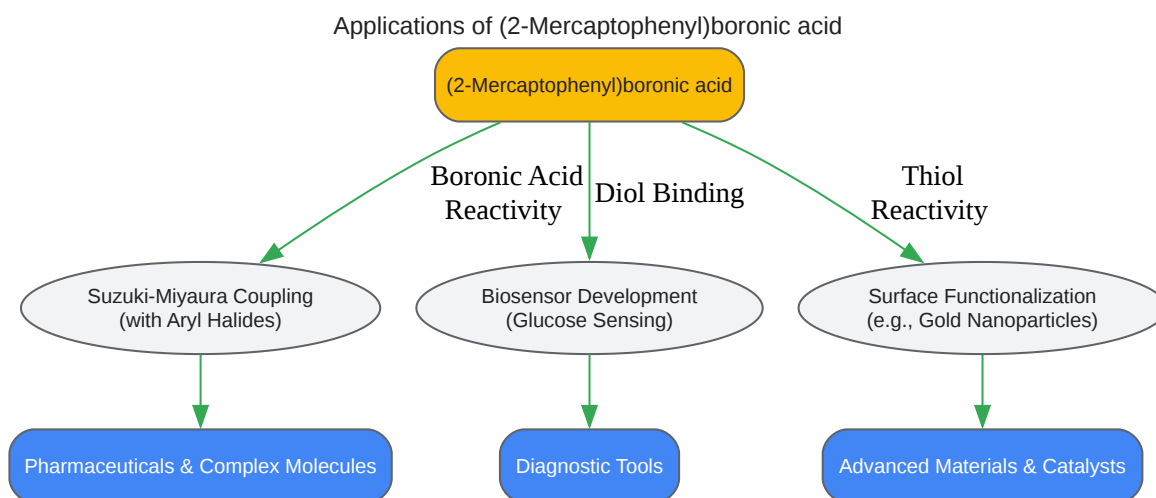 Applications of (2-Mercaptophenyl)boronic acid
(2-Mercaptophenyl)boronic acid
Boronic Acid
Reactivity
Diol Binding
Thiol
Reactivity
Suzuki-Miyaura Coupling
(with Aryl Halides)
Biosensor Development
(Glucose Sensing)
Surface Functionalization
(e.g., Gold Nanoparticles)
Pharmaceuticals & Complex Molecules
Diagnostic Tools
Advanced Materials & Catalysts